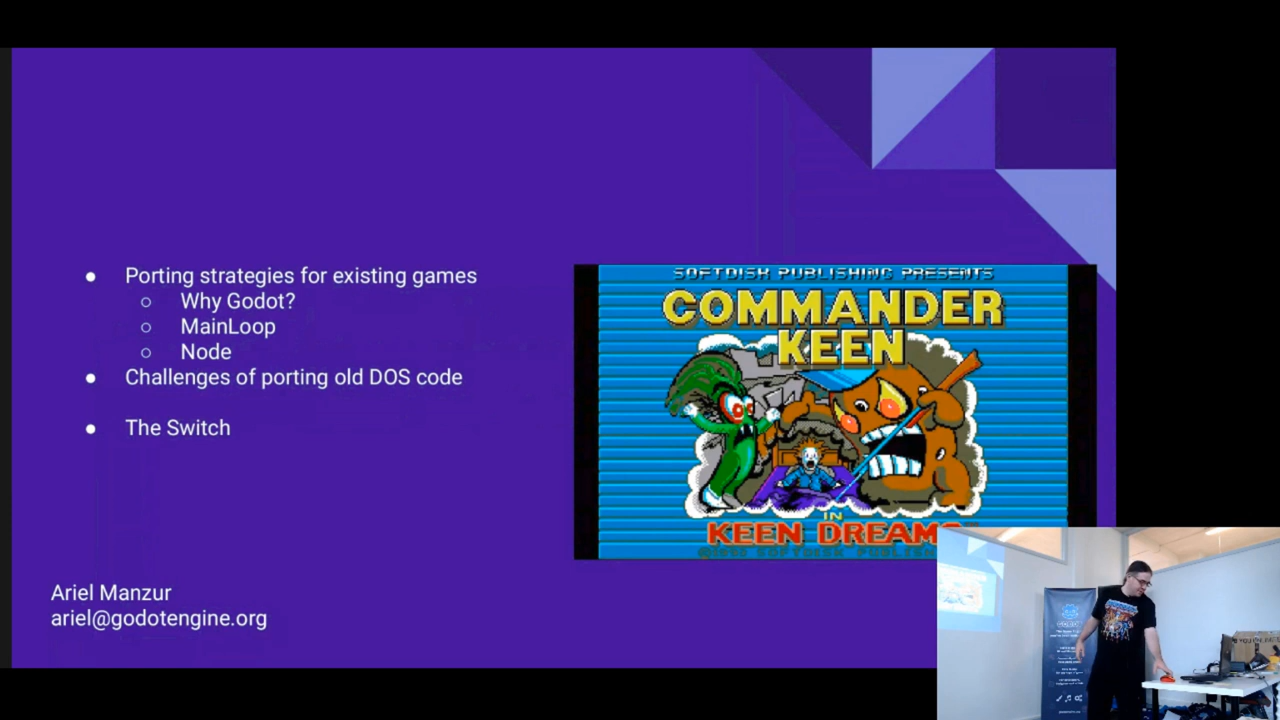 Porting strategies for existing games
Why Godot?
MainLoop
Node
Challenges of porting old DOS code
The Switch
SOFTDISK PUBLISHING PRESENTS
COMMANDER
KEEN
IN
KEEN DREAMS
Ariel Manzur
ariel@godotengine.org